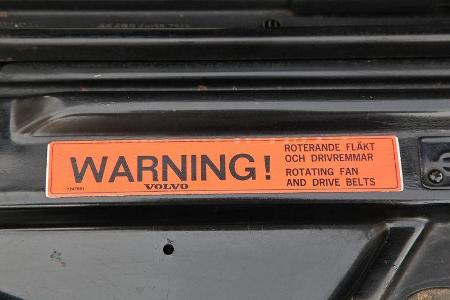 WARNING!
VOLVO
ROTERANDE FLÄKT
OCH DRIVREMMAR
ROTATING FAN
AND DRIVE BELTS